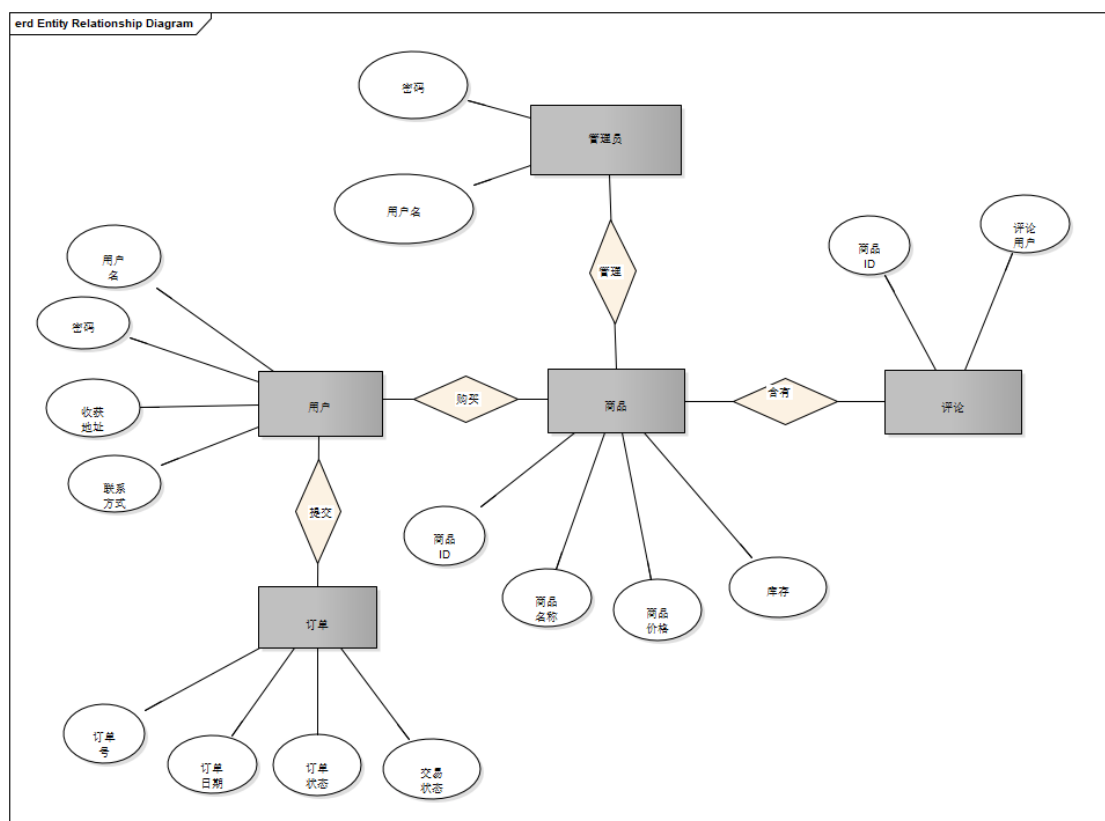 erd Entity Relationship Diagram
密码
管理员
用户名
管理
用户
名
密码
收获
地址
联系
方式
用户
购买
商品
含有
评论
商品
ID
评论
用户
提交
商品
ID
商品
名称
商品
价格
库存
订单
订单
号
订单
日期
订单
状态
交易
状态